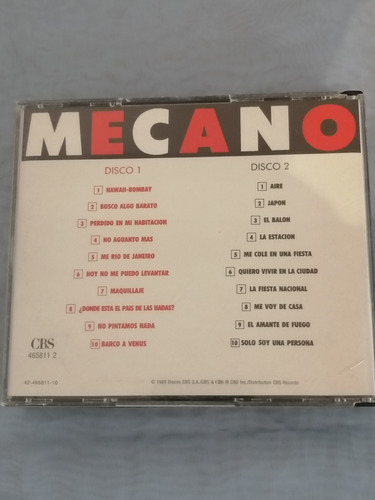 MECANO
DISCO 1
1 HAWAII-BOMBAY
2 BUSCO ALGO BARATO
3 PERDIDO EN MI HABITACION
4 NO AGUANTO MAS
5 ME RIO DE JANEIRO
6 HOY NO ME PUEDO LEVANTAR
7 MAQUILLAJE
8 ¿DONDE ESTA EL PAIS DE LAS HADAS?
9 NO PINTAMOS NADA
10 BARCO A VENUS
DISCO 2
1 AIRE
2 JAPON
3 EL BALON
4 LA ESTACION
5 ME COLE EN UNA FIESTA
6 QUIERO VIVIR EN LA CIUDAD
7 LA FIESTA NACIONAL
8 ME VOY DE CASA
9 EL AMANTE DE FUEGO
10 SOLO SOY UNA PERSONA
CBS
465811 2
42-465811-10